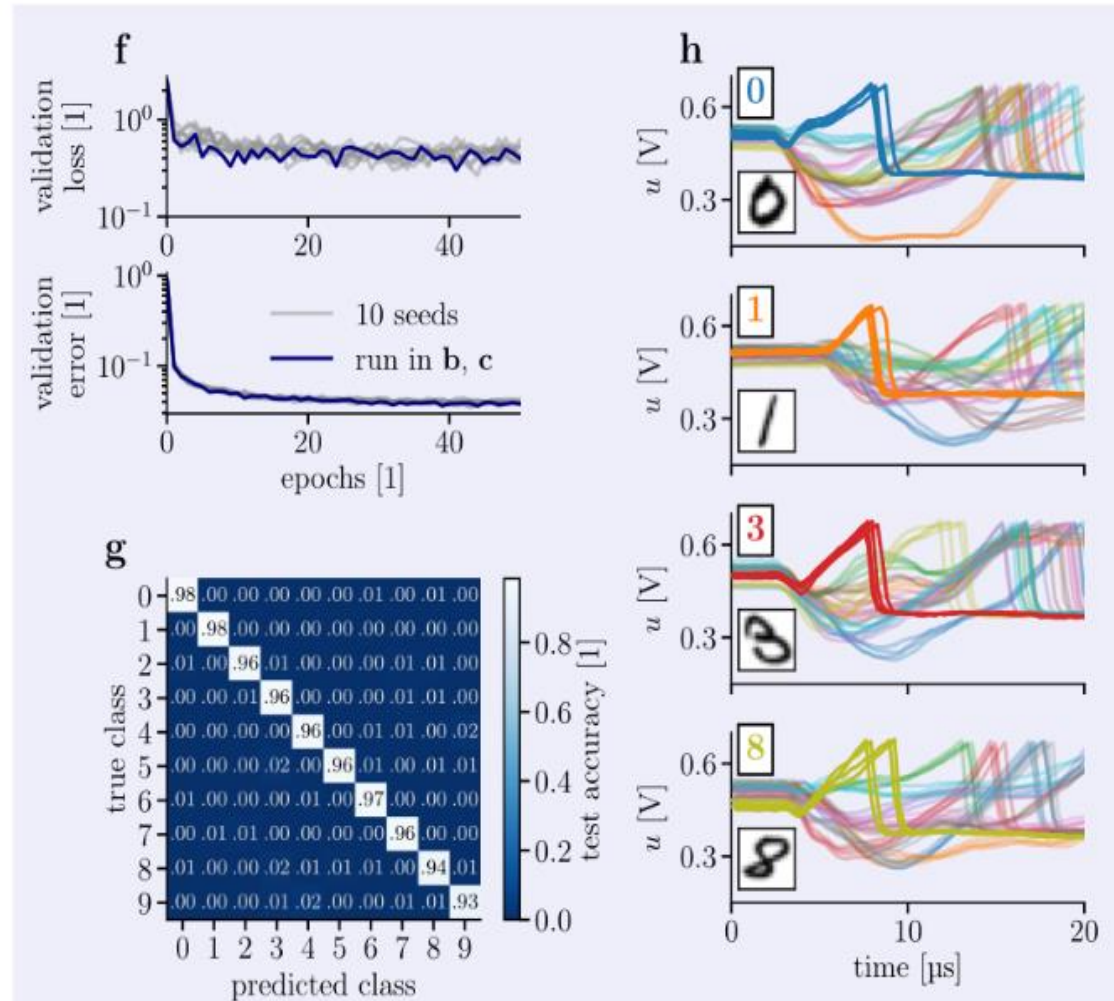 f
validation
loss [1]
10⁰
10⁻¹
0 20 40
validation
error [1]
10⁰
10⁻¹
10 seeds
run in b, c
0 20 40
epochs [1]
g
true class
0 .98 .00 .00 .00 .00 .00 .01 .00 .01 .00
1 .00 .98 .00 .00 .00 .00 .00 .00 .00 .00
2 .01 .00 .96 .01 .00 .00 .00 .01 .01 .00
3 .00 .00 .01 .96 .00 .01 .00 .01 .01 .00
4 .00 .00 .00 .00 .96 .00 .01 .01 .00 .02
5 .00 .00 .00 .02 .00 .96 .01 .00 .01 .01
6 .01 .00 .00 .00 .01 .01 .97 .00 .00 .00
7 .00 .01 .01 .00 .00 .00 .00 .96 .00 .01
8 .01 .00 .00 .02 .01 .01 .01 .00 .94 .01
9 .00 .00 .00 .01 .02 .00 .00 .01 .01 .93
0 1 2 3 4 5 6 7 8 9
predicted class
0.8
0.6
0.4
0.2
0.0
test accuracy [1]
h
0
0.6
0.3
u [V]
0
1
0.6
0.3
u [V]
1
3
0.6
0.3
u [V]
3
8
0.6
0.3
u [V]
8
0 10 20
time [µs]